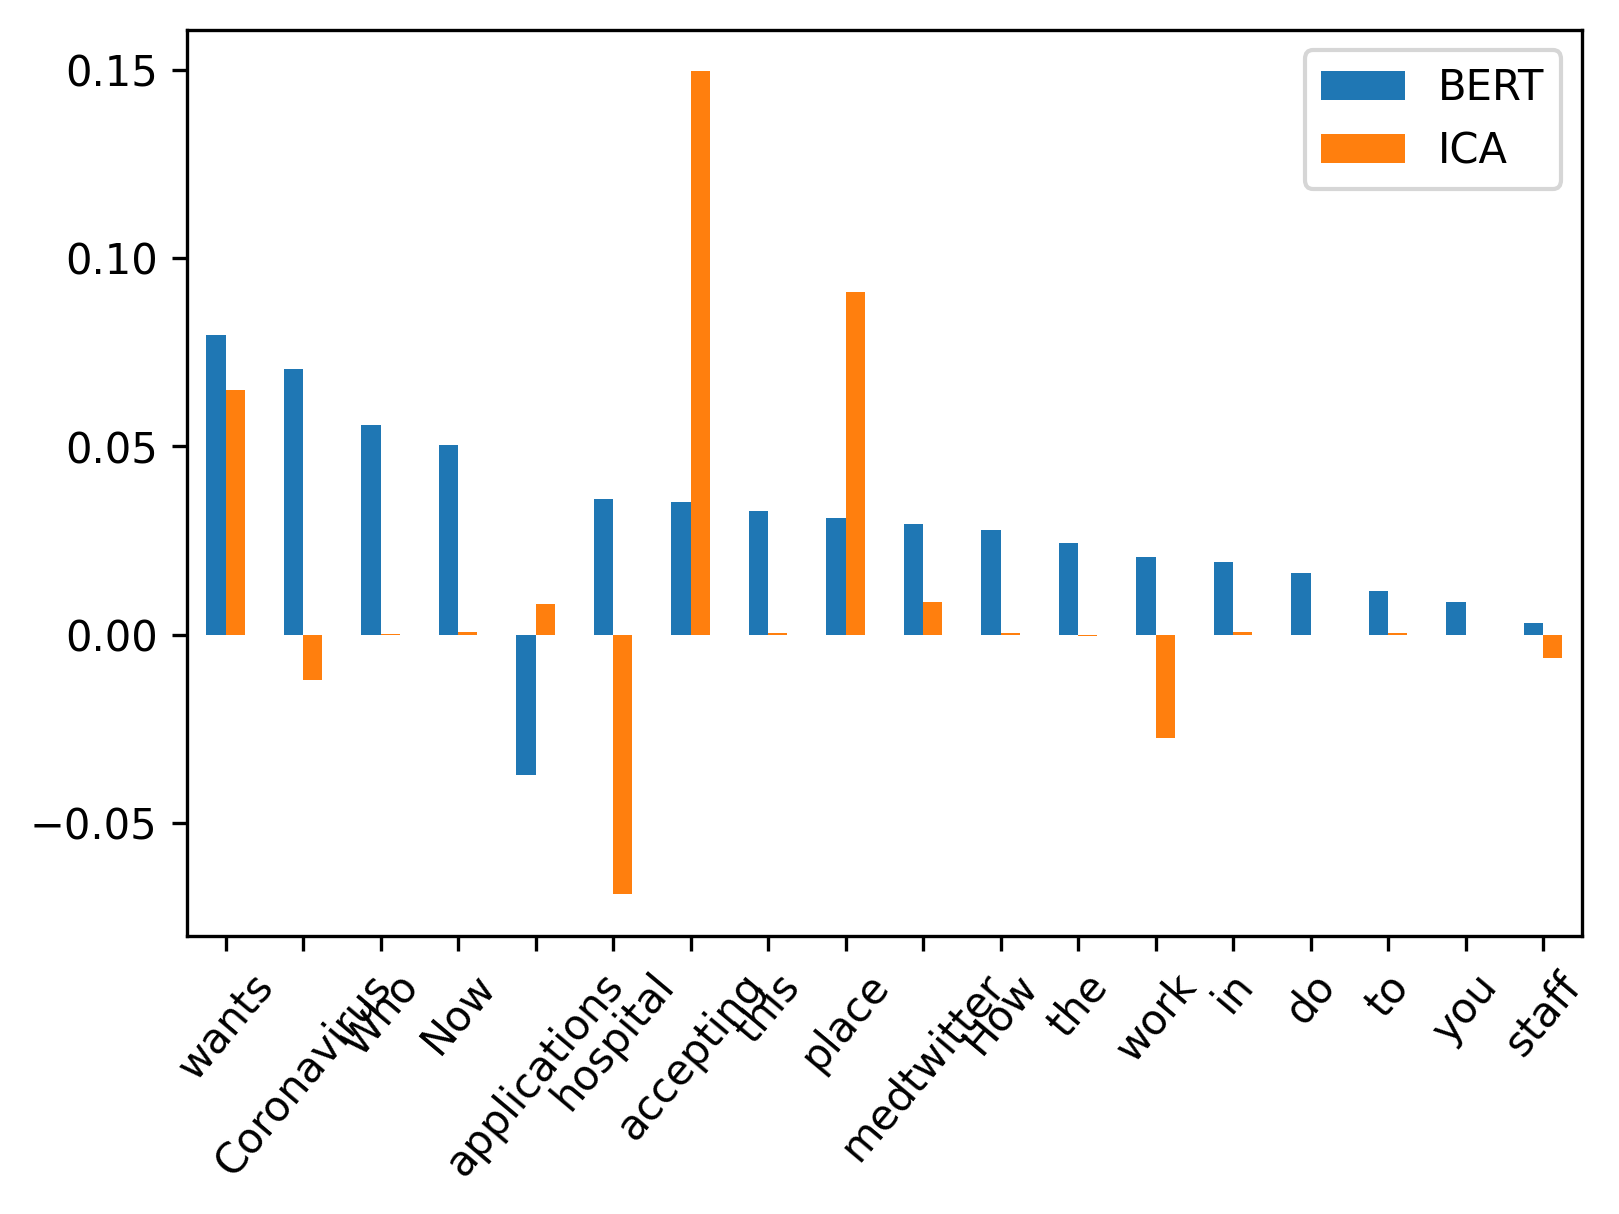 0.15
0.10
0.05
0.00
−0.05
BERT
ICA
wants
Coronavirus
Who
Now
applications
hospital
accepting
this
place
medtwitter
How
the
work
in
do
to
you
staff